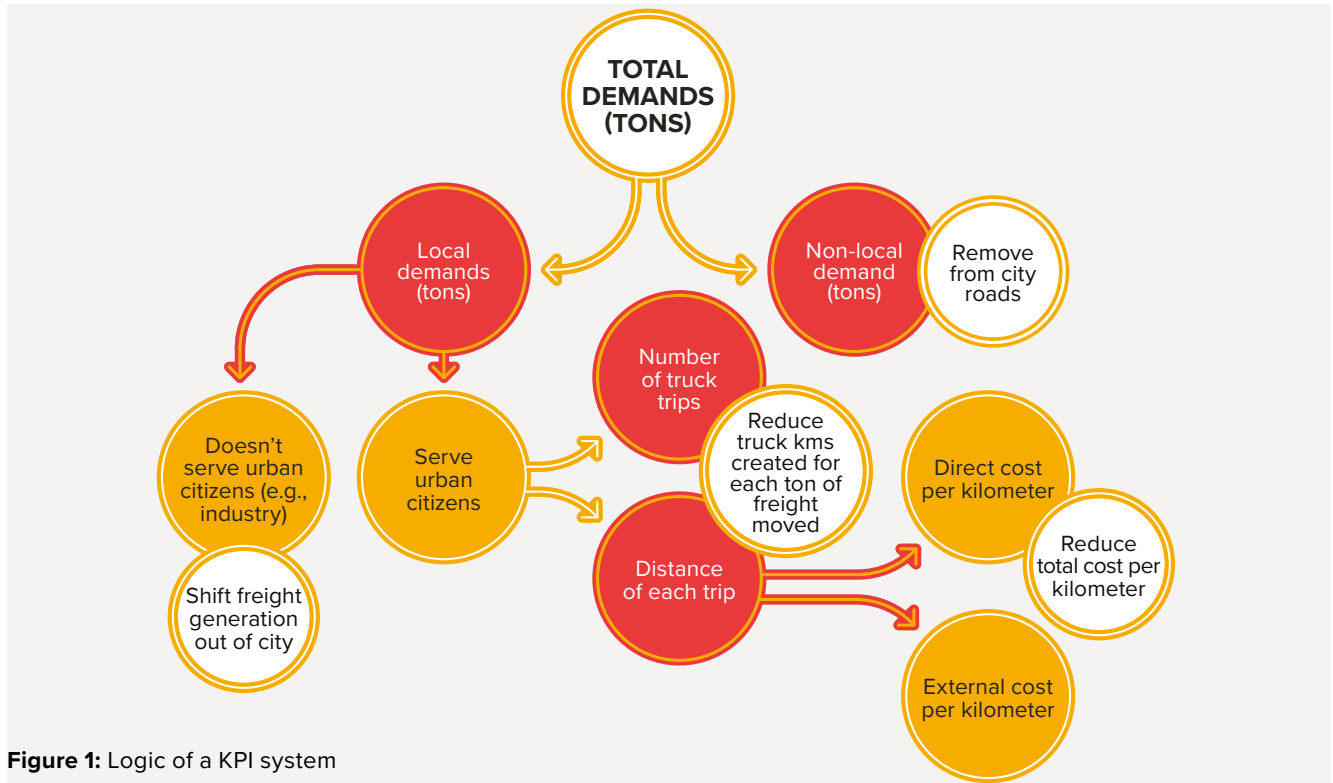 TOTAL
DEMANDS
(TONS)
Local
demands
(tons)
Non-local
demand
(tons)
Remove
from city
roads
Number
of truck
trips
Reduce
truck kms
created for
each ton of
freight
moved
Doesn’t
serve urban
citizens (e.g.,
industry)
Serve
urban
citizens
Direct cost
per kilometer
Reduce
total cost per
kilometer
Distance
of each trip
Shift freight
generation
out of city
External cost
per kilometer
Figure 1: Logic of a KPI system